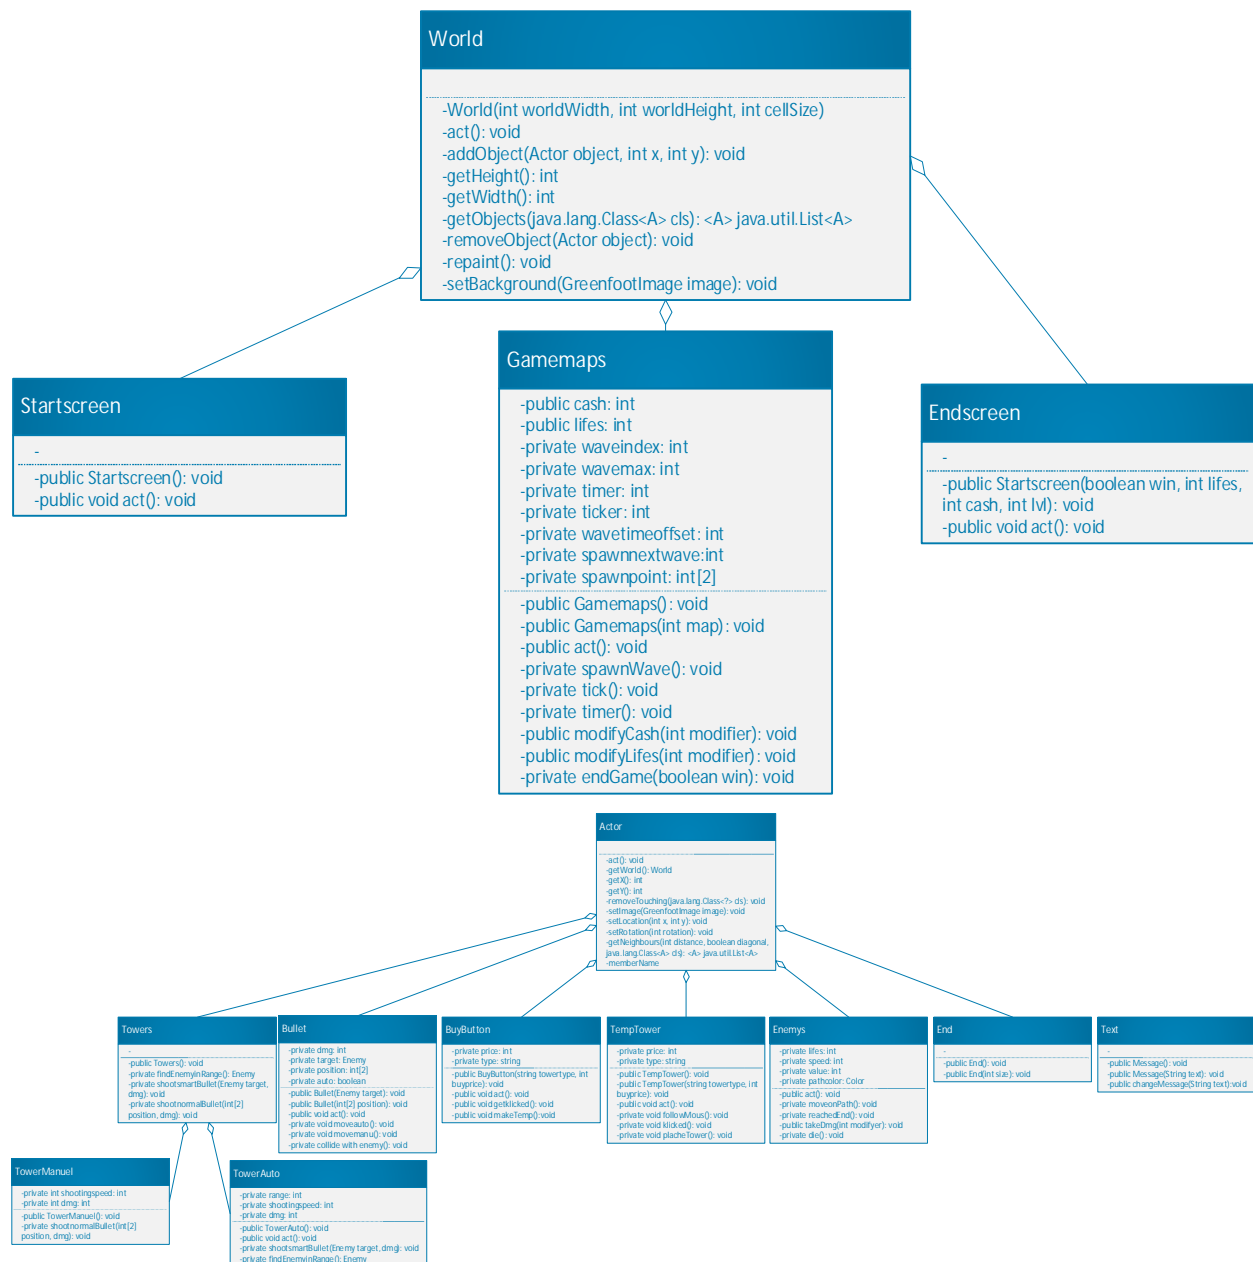 World
-World(int worldWidth, int worldHeight, int cellSize)
-act(): void
-addObject(Actor object, int x, int y): void
-getHeight(): int
-getWidth(): int
-getObjects(java.lang.Class<A> cls): <A> java.util.List<A>
-removeObject(Actor object): void
-repaint(): void
-setBackground(GreenfootImage image): void
Startscreen
-
-public Startscreen(): void
-public void act(): void
Gamemaps
-public cash: int
-public lifes: int
-private waveindex: int
-private wavemax: int
-private timer: int
-private ticker: int
-private wavetimeoffset: int
-private spawnnextwave:int
-private spawnpoint: int[2]
-public Gamemaps(): void
-public Gamemaps(int map): void
-public act(): void
-private spawnWave(): void
-private tick(): void
-private timer(): void
-public modifyCash(int modifier): void
-public modifyLifes(int modifier): void
-private endGame(boolean win): void
Endscreen
-
-public Startscreen(boolean win, int lifes,
int cash, int lvl): void
-public void act(): void
Actor
-act(): void
-getWorld(): World
-getX(): int
-getY(): int
-removeTouching(java.lang.Class<?> cls): void
-setImage(GreenfootImage image): void
-setLocation(int x, int y): void
-setRotation(int rotation): void
-getNeighbours(int distance, boolean diagonal,
java.lang.Class<A> cls): <A> java.util.List<A>
-memberName
Towers
-
-public Towers(): void
-private findEnemyinRange(): Enemy
-private shootsmartBullet(Enemy target,
dmg): void
-private shootnormalBullet(int[2]
position, dmg): void
Bullet
-private dmg: int
-private target: Enemy
-private position: int[2]
-private auto: boolean
-public Bullet(Enemy target): void
-public Bullet(int[2] position): void
-public void act(): void
-private void moveauto(): void
-private void movemanu(): void
-private collide with enemy(): void
BuyButton
-private price: int
-private type: string
-public BuyButton(string towertype, int
buyprice): void
-public void act(): void
-public void getklicked(): void
-public void makeTemp():void
TempTower
-private price: int
-private type: string
-public TempTower(): void
-public TempTower(string towertype, int
buyprice): void
-public void act(): void
-private void followMous(): void
-private void klicked(): void
-private void placheTower(): void
Enemys
-private lifes: int
-private speed: int
-private value: int
-private pathcolor: Color
-public act(): void
-private moveonPath(): void
-private reachedEnd(): void
-public takeDmg(int modifyer): void
-private die(): void
End
-
-public End(): void
-public End(int size): void
Text
-
-public Message(): void
-public Message(String text): void
-public changeMessage(String text):void
TowerManuel
-private int shootingspeed: int
-private int dmg: int
-public TowerManuel(): void
-private shootnormalBullet(int[2]
position, dmg): void
TowerAuto
-private range: int
-private shootingspeed: int
-private dmg: int
-public TowerAuto(): void
-public void act(): void
-private shootsmartBullet(Enemy target, dmg): void
-private findEnemyinRange(): Enemy